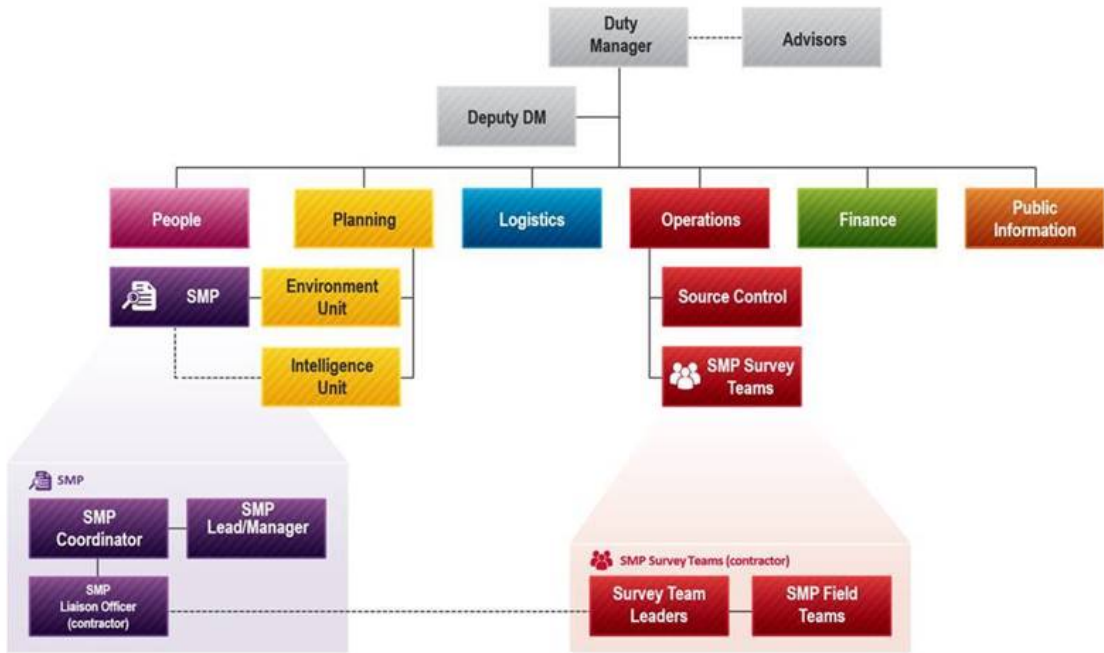 Duty
Manager
Advisors
Deputy DM
People
Planning
Logistics
Operations
Finance
Public
Information
SMP
Environment
Unit
Source Control
Intelligence
Unit
SMP Survey
Teams
SMP
SMP
Coordinator
SMP
Lead/Manager
SMP
Liaison Officer
(contractor)
SMP Survey Teams (contractor)
Survey Team
Leaders
SMP Field
Teams